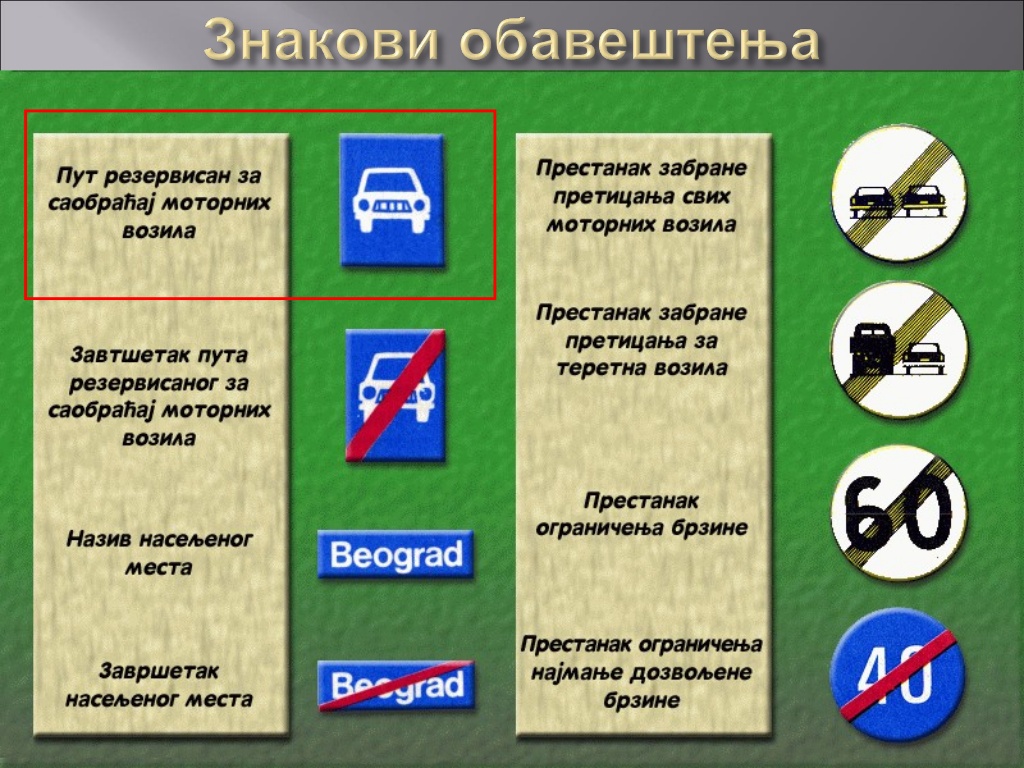 Знакови обавештења
Пут резервисан за
саобраћај моторних
возила
Завтшетак пута
резервисаног за
саобраћај моторних
возила
Назив насељеног
места
Beograd
Завршетак
насељеног места
Beograd
Престанак забране
претицања свих
моторних возила
Престанак забране
претицања за
теретна возила
Престанак
ограничења брзине
60
Престанак ограничења
најмање дозвољене
брзине
40